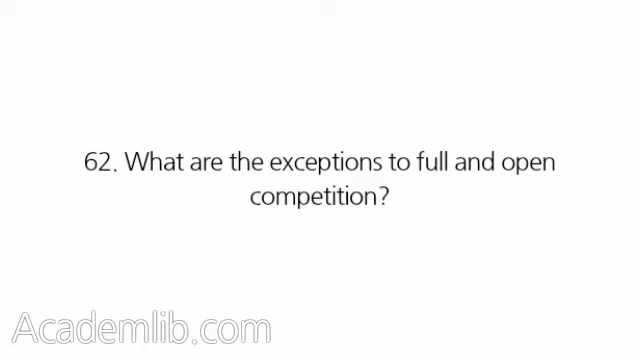 62. What are the exceptions to full and open
competition?
Academlib.com